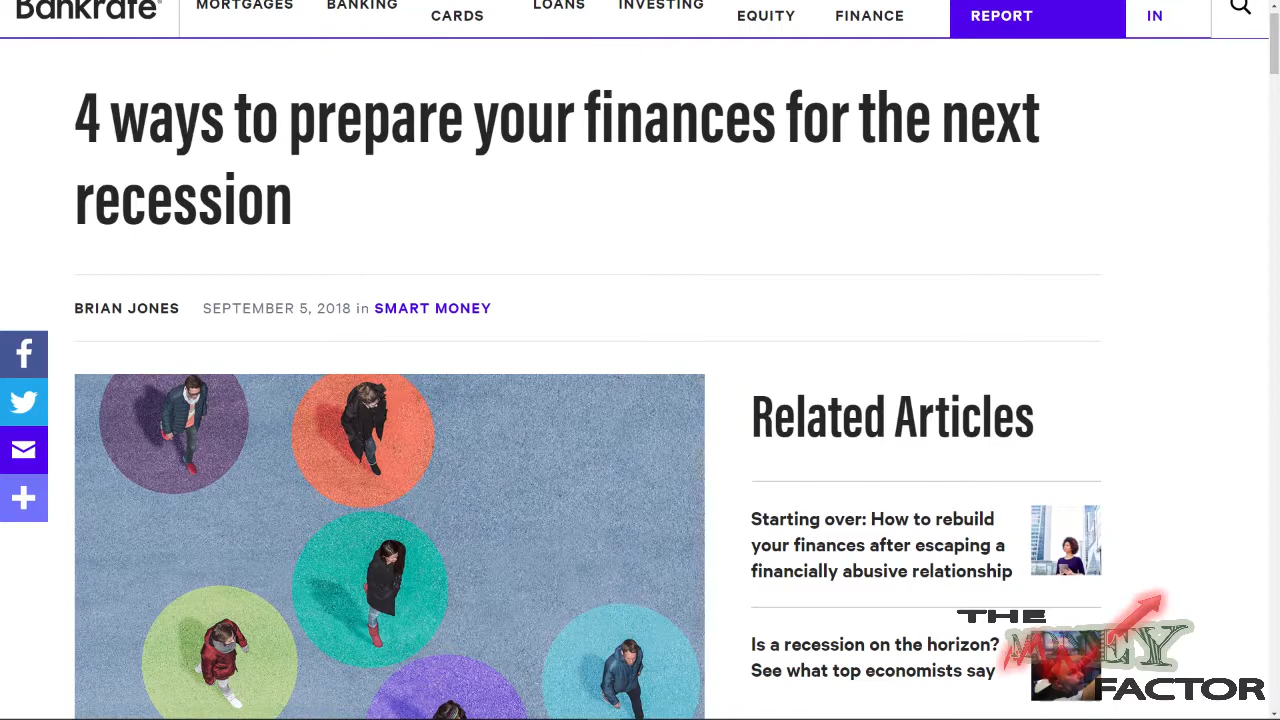 Bankrate®
MORTGAGES
BANKING
CARDS
LOANS
INVESTING
EQUITY
FINANCE
REPORT
IN
4 ways to prepare your finances for the next
recession
BRIAN JONES SEPTEMBER 5, 2018 in SMART MONEY
Related Articles
Starting over: How to rebuild
your finances after escaping a
financially abusive relationship
Is a recession on the horizon?
See what top economists say
THE
MONEY
FACTOR